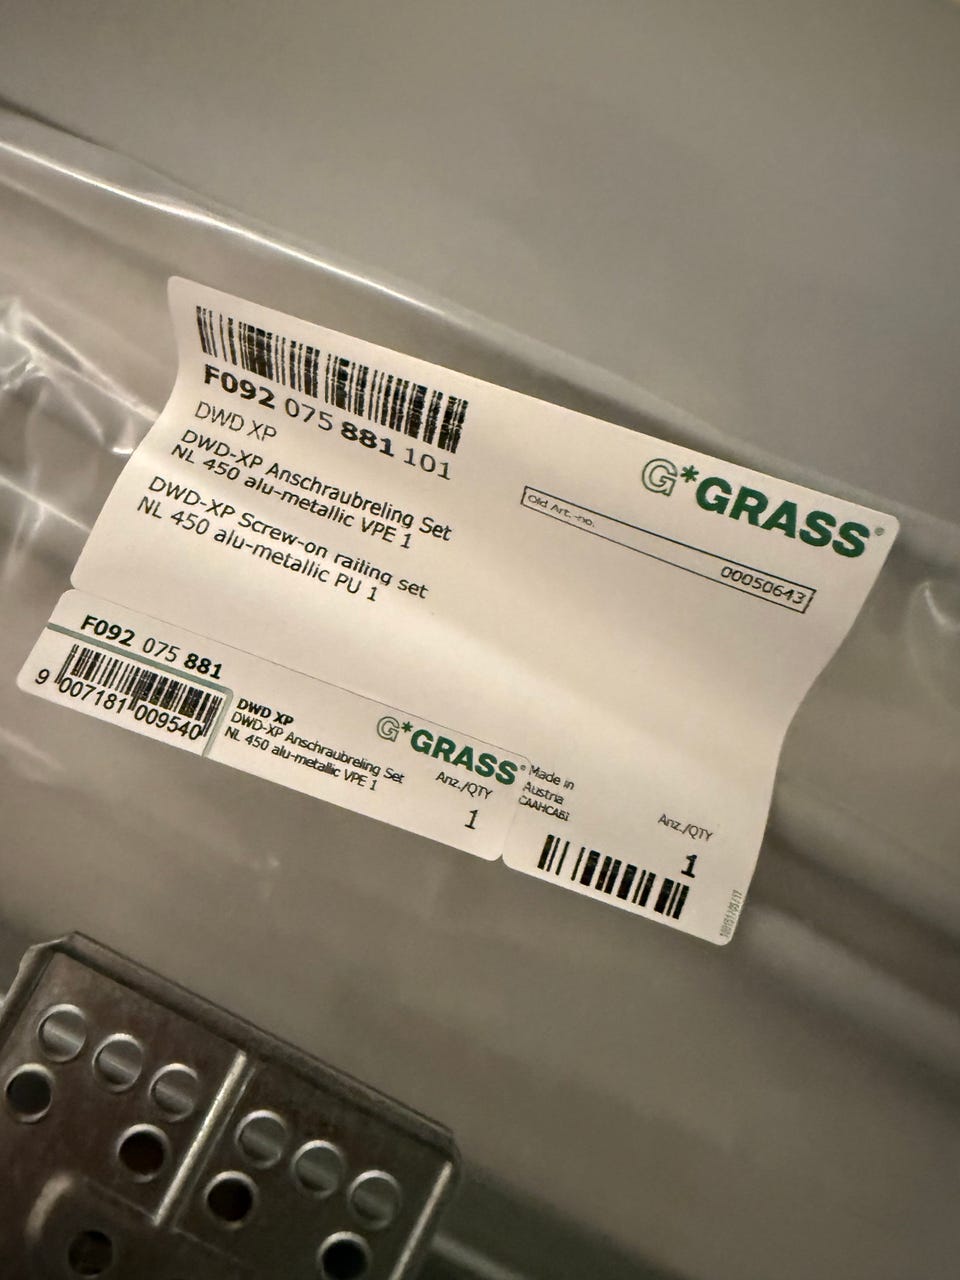 F092 075 881 101
DWD XP
DWD-XP Anschraubreling Set
NL 450 alu-metallic VPE 1
DWD-XP Screw-on railing set
NL 450 alu-metallic PU 1
G*GRASS®
Old Art.-no.
00050643
F092 075 881
9 007181 009540
DWD XP
DWD-XP Anschraubreling Set
NL 450 alu-metallic VPE 1
G*GRASS®
Anz./QTY
1
Made in
Austria
CAAHCABI
Anz./QTY
1